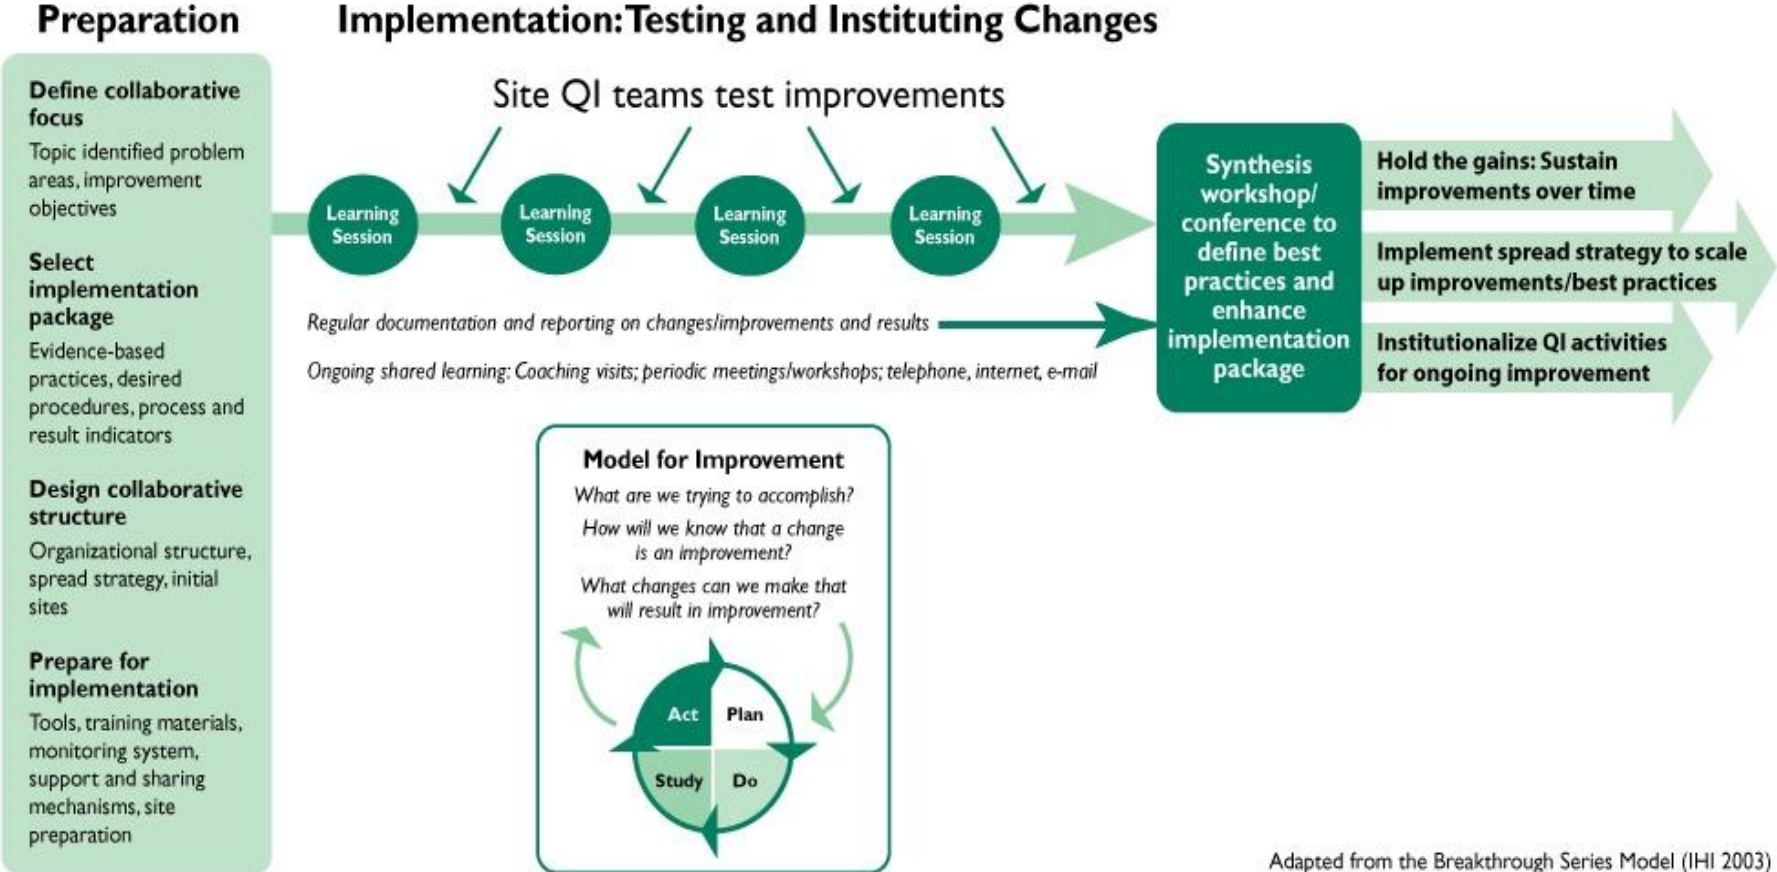 Preparation
Define collaborative
focus
Topic identified problem
areas, improvement
objectives
Select
implementation
package
Evidence-based
practices, desired
procedures, process and
result indicators
Design collaborative
structure
Organizational structure,
spread strategy, initial
sites
Prepare for
implementation
Tools, training materials,
monitoring system,
support and sharing
mechanisms, site
preparation
Implementation: Testing and Instituting Changes
Site QI teams test improvements
Learning
Session
Learning
Session
Learning
Session
Learning
Session
Regular documentation and reporting on changes/improvements and results
Ongoing shared learning: Coaching visits; periodic meetings/workshops; telephone, internet, e-mail
Synthesis
workshop/
conference to
define best
practices and
enhance
implementation
package
Hold the gains: Sustain
improvements over time
Implement spread strategy to scale
up improvements/best practices
Institutionalize QI activities
for ongoing improvement
Model for Improvement
What are we trying to accomplish?
How will we know that a change
is an improvement?
What changes can we make that
will result in improvement?
Act
Plan
Study
Do
Adapted from the Breakthrough Series Model (IHI 2003)